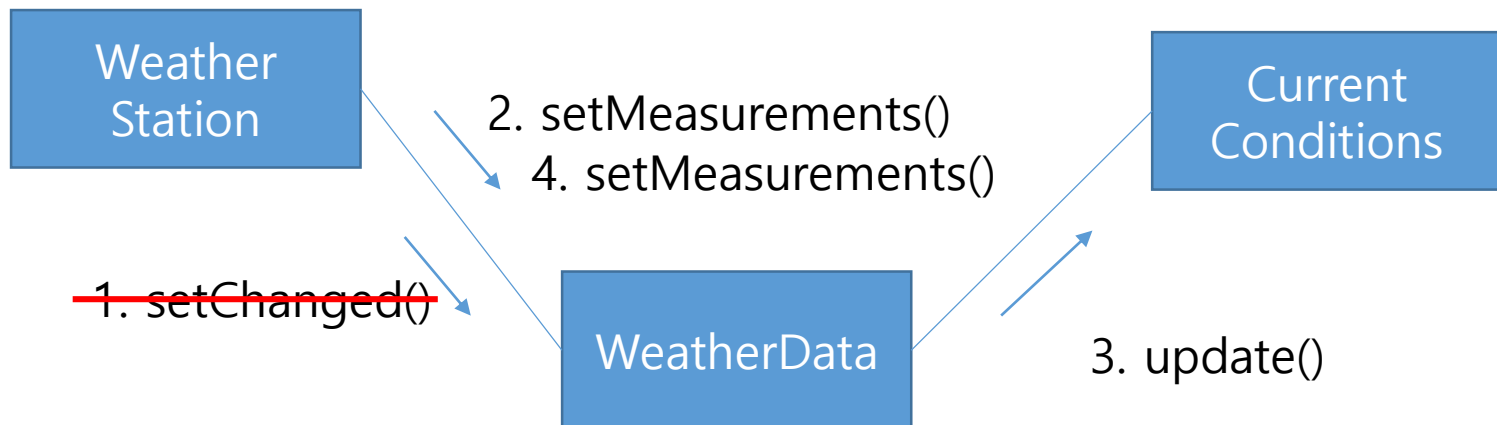 Weather
Station
2. setMeasurements()
4. setMeasurements()
Current
Conditions
1. setChanged()
WeatherData
3. update()